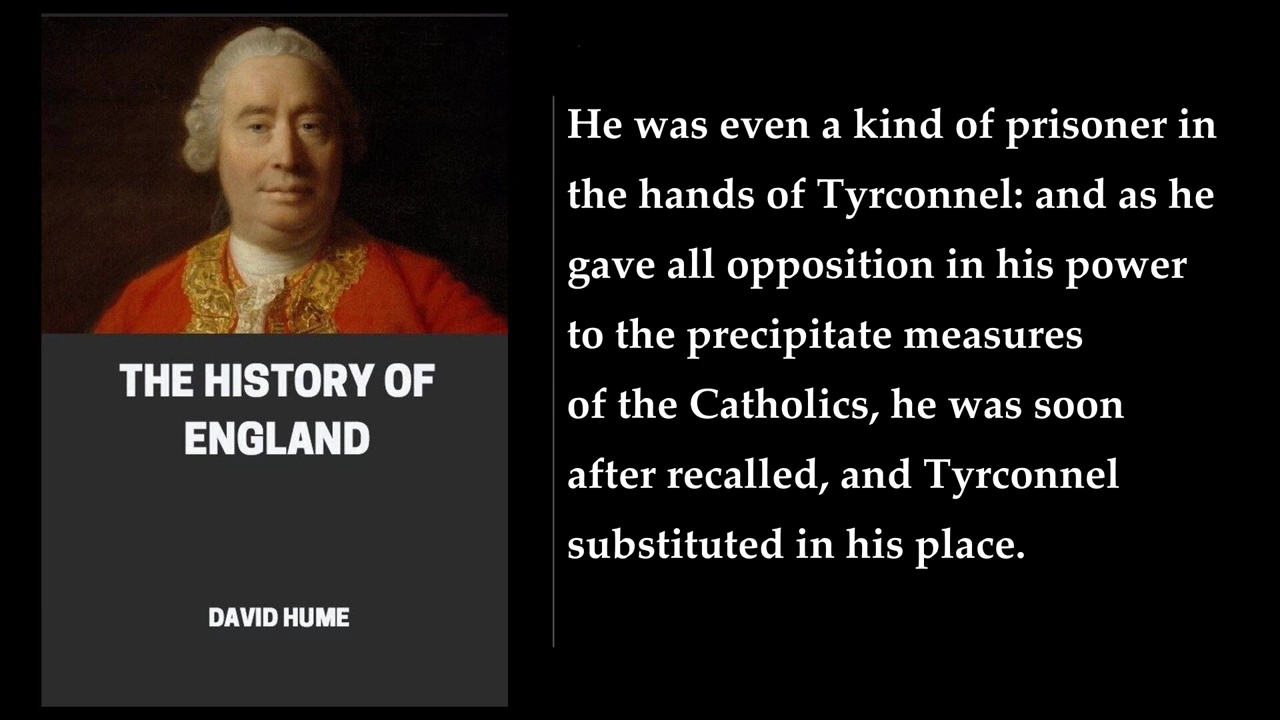 THE HISTORY OF
ENGLAND
DAVID HUME
He was even a kind of prisoner in
the hands of Tyrconnel: and as he
gave all opposition in his power
to the precipitate measures
of the Catholics, he was soon
after recalled, and Tyrconnel
substituted in his place.